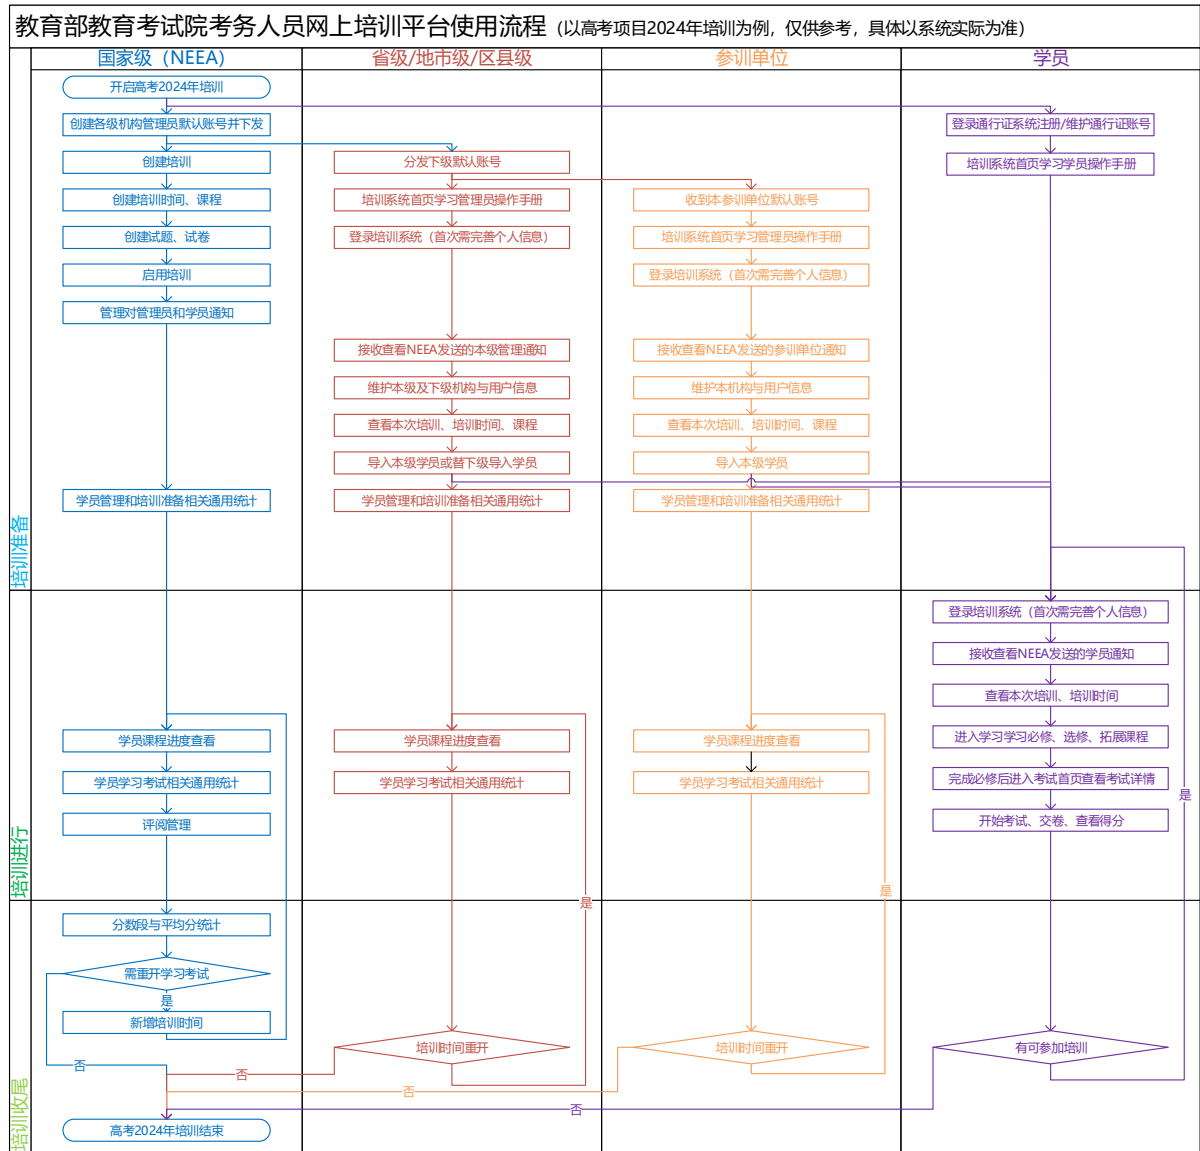 教育部教育考试院考务人员网上培训平台使用流程（以高考项目2024年培训为例，仅供参考，具体以系统实际为准）
国家级（NEEA）
省级/地市级/区县级
参训单位
学员
培训准备
开启高考2024年培训
创建各级机构管理员默认账号并下发
登录通行证系统注册/维护通行证账号
创建培训
分发下级默认账号
培训系统首页学习学员操作手册
创建培训时间、课程
培训系统首页学习管理员操作手册
收到本参训单位默认账号
创建试题、试卷
登录培训系统（首次需完善个人信息）
培训系统首页学习管理员操作手册
启用培训
登录培训系统（首次需完善个人信息）
管理对管理员和学员通知
接收查看NEEA发送的本级管理通知
接收查看NEEA发送的参训单位通知
维护本级及下级机构与用户信息
维护本机构与用户信息
查看本次培训、培训时间、课程
查看本次培训、培训时间、课程
导入本级学员或替下级导入学员
导入本级学员
学员管理和培训准备相关通用统计
学员管理和培训准备相关通用统计
学员管理和培训准备相关通用统计
培训进行
登录培训系统（首次需完善个人信息）
接收查看NEEA发送的学员通知
查看本次培训、培训时间
进入学习学习必修、选修、拓展课程
学员课程进度查看
学员课程进度查看
学员课程进度查看
完成必修后进入考试首页查看考试详情
学员学习考试相关通用统计
学员学习考试相关通用统计
学员学习考试相关通用统计
是
评阅管理
开始考试、交卷、查看得分
是
是
培训收尾
分数段与平均分统计
需重开学习考试
是
新增培训时间
培训时间重开
培训时间重开
有可参加培训
否
否
否
否
高考2024年培训结束